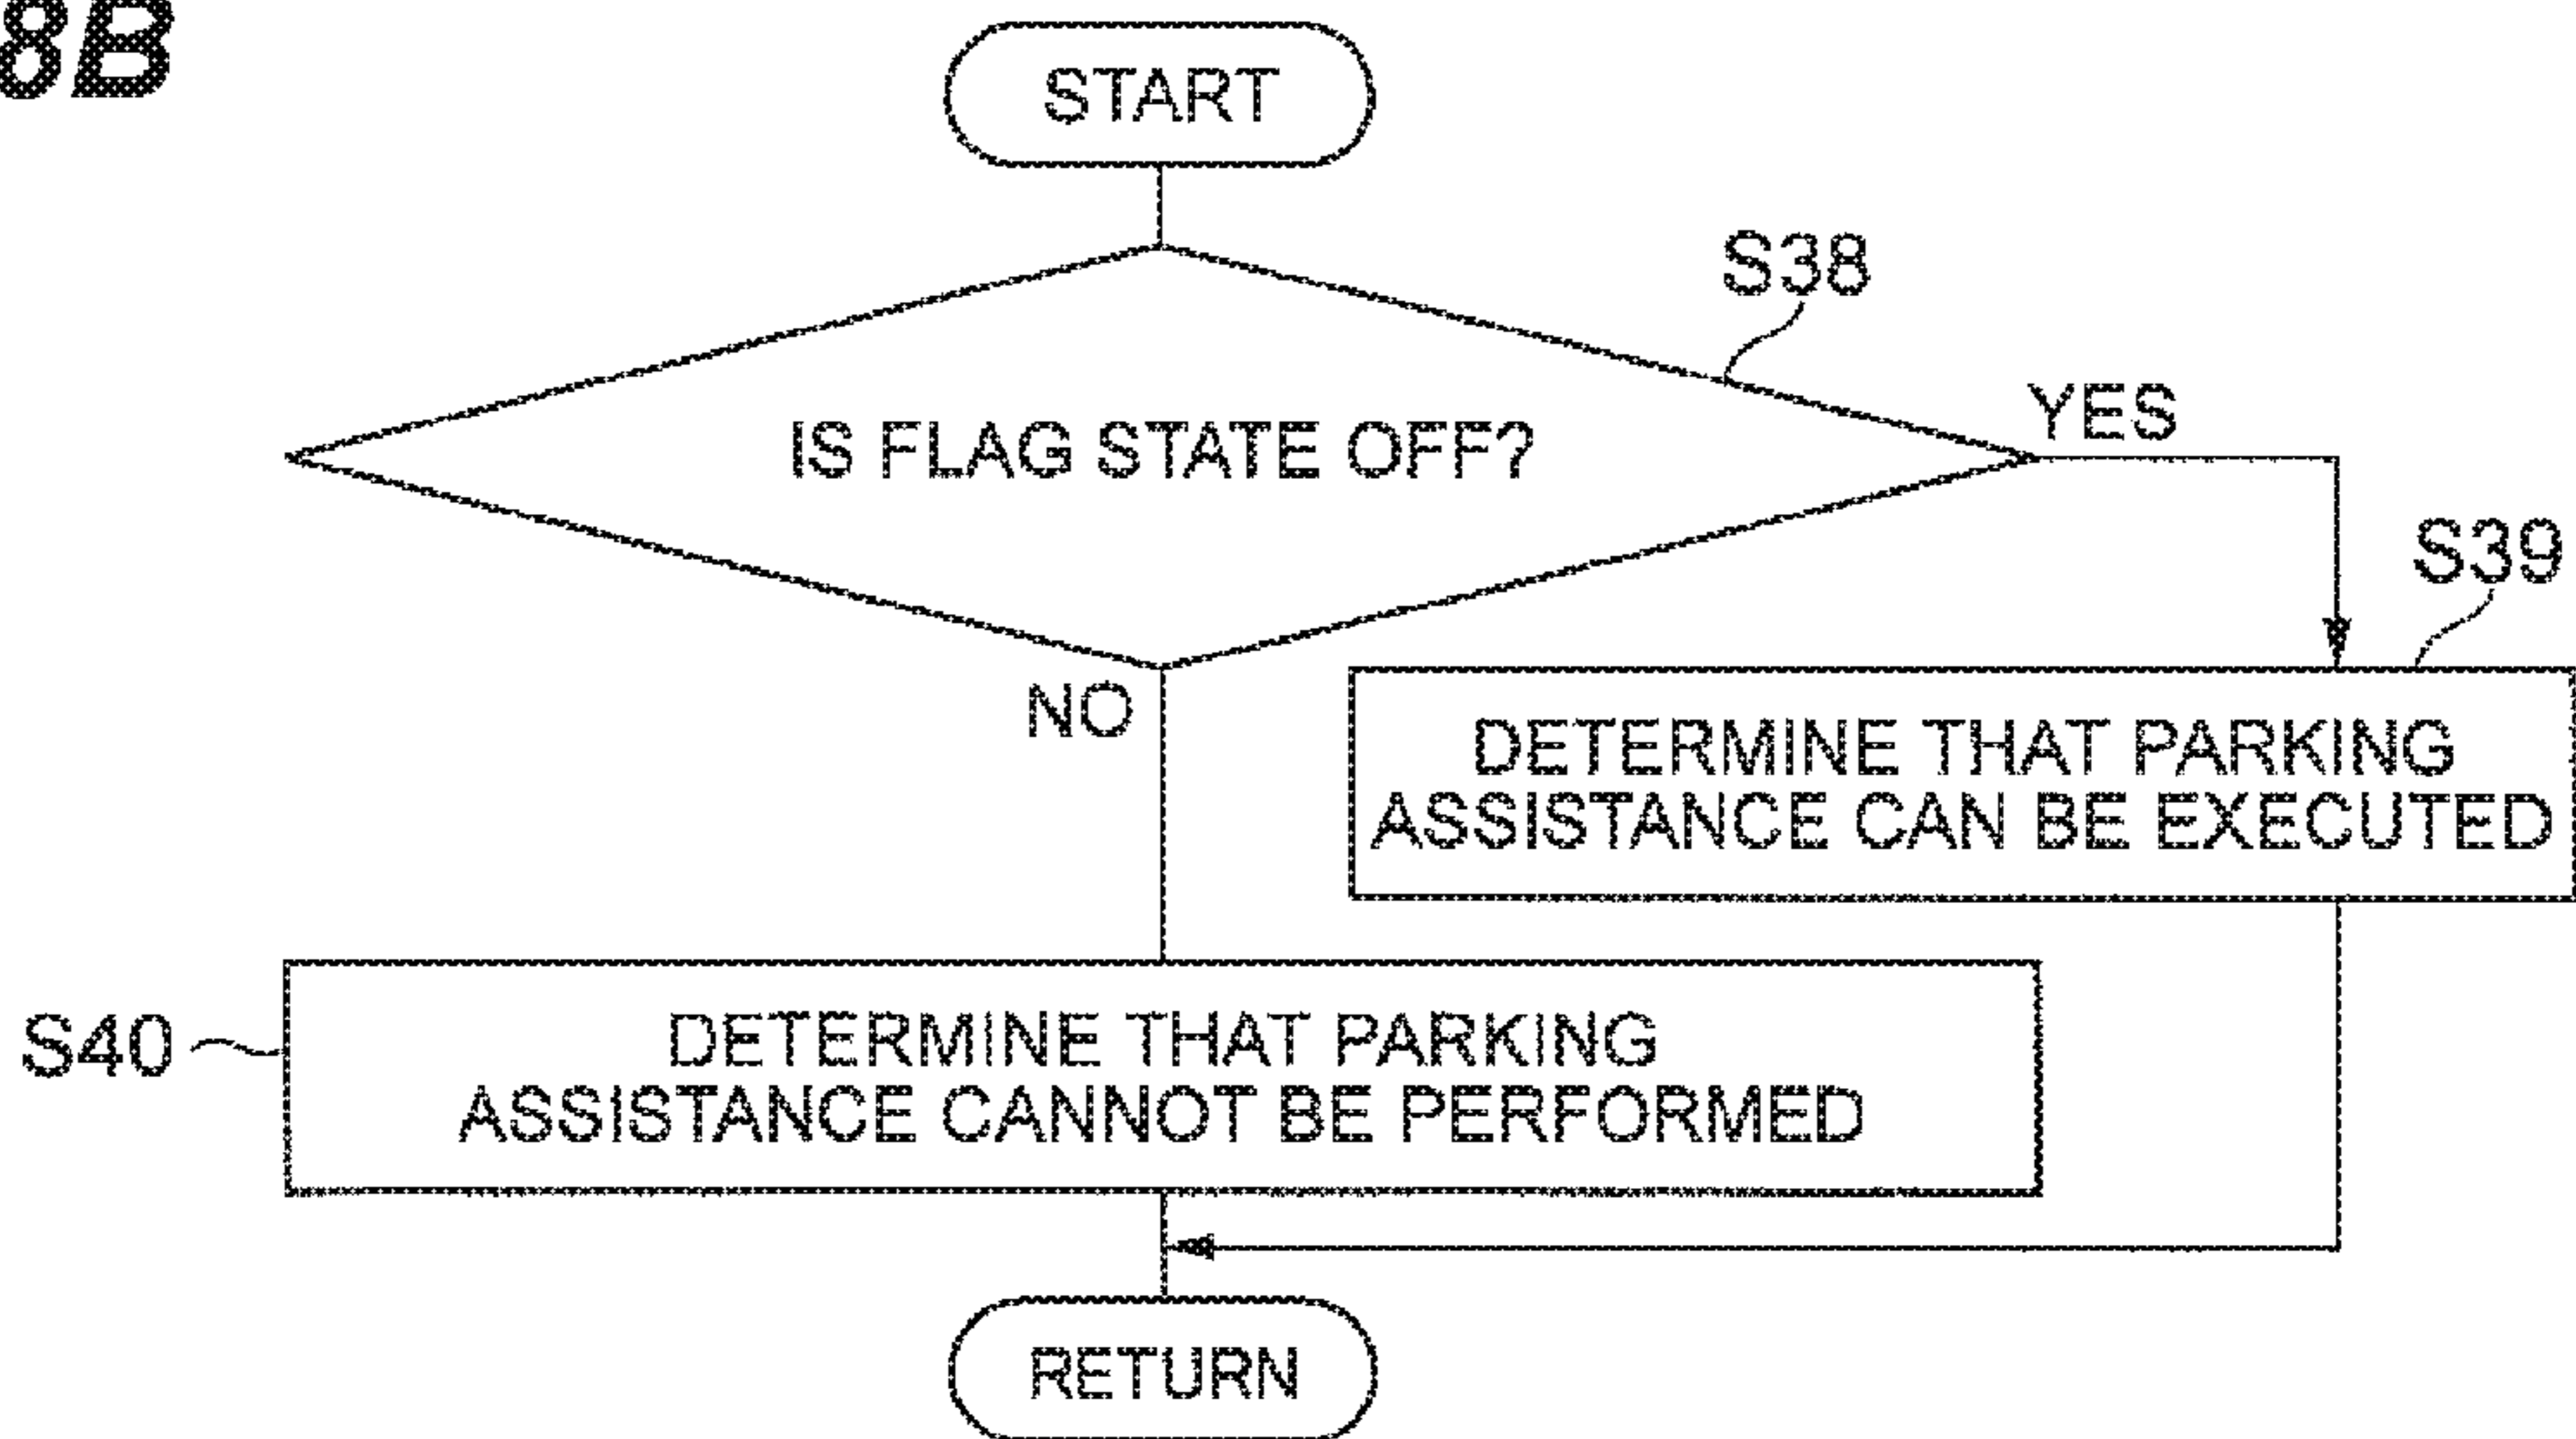 8B
START
S38
IS FLAG STATE OFF?
YES
S39
NO
DETERMINE THAT PARKING
ASSISTANCE CAN BE EXECUTED
S40
DETERMINE THAT PARKING
ASSISTANCE CANNOT BE PERFORMED
RETURN